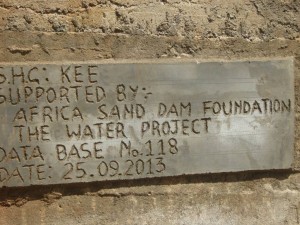 S.H.G: KEE
SUPPORTED BY:-
AFRICA SAND DAM FOUNDATION
THE WATER PROJECT
DATA BASE No. 118
DATE: 25.09.2013